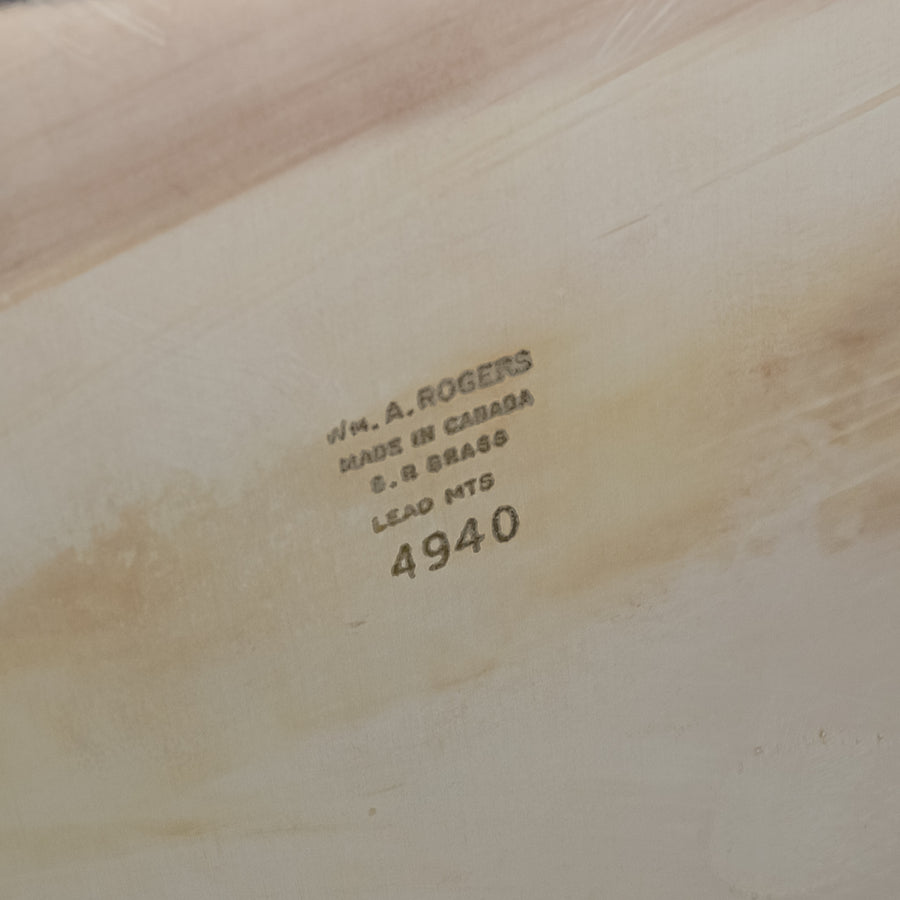 WM. A. ROGERS
MADE IN CANADA
S.R BRASS
LEAD MTS
4940